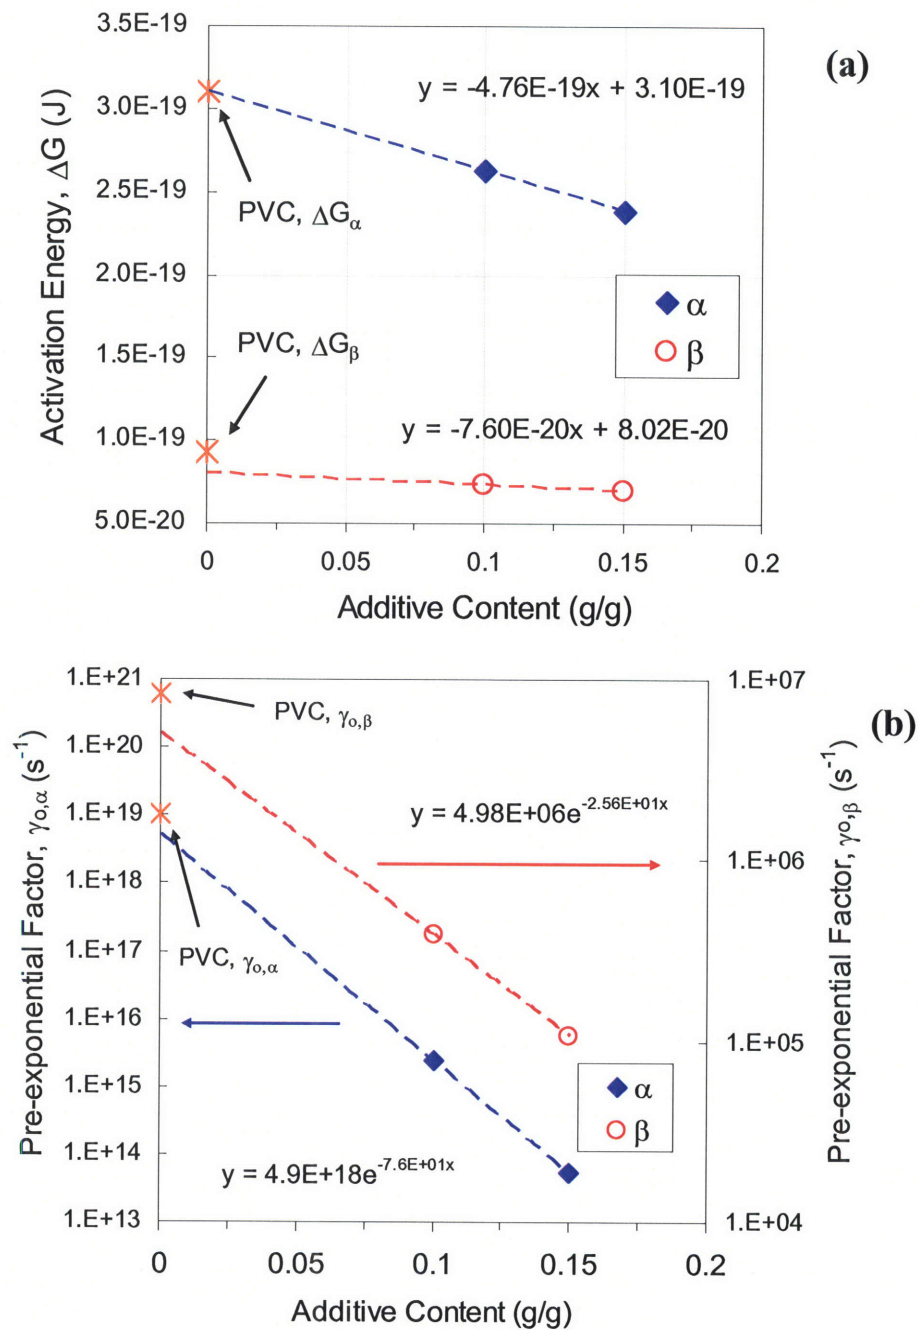 (a)
3.5E-19
3.0E-19
2.5E-19
2.0E-19
1.5E-19
1.0E-19
5.0E-20
Activation Energy, ΔG (J)
y = -4.76E-19x + 3.10E-19
PVC, ΔGα
α
β
PVC, ΔGβ
y = -7.60E-20x + 8.02E-20
0 0.05 0.1 0.15 0.2
Additive Content (g/g)
(b)
1.E+21
1.E+20
1.E+19
1.E+18
1.E+17
1.E+16
1.E+15
1.E+14
1.E+13
Pre-exponential Factor, γo,α (s-1)
1.E+07
1.E+06
1.E+05
1.E+04
Pre-exponential Factor, γo,β (s-1)
PVC, γo,β
y = 4.98E+06e-2.56E+01x
PVC, γo,α
α
β
y = 4.9E+18e-7.6E+01x
0 0.05 0.1 0.15 0.2
Additive Content (g/g)